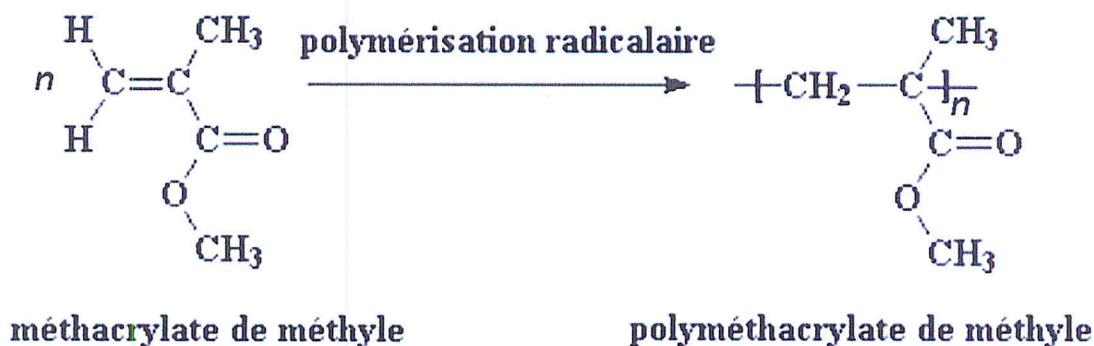 H CH₃ polymérisation radicalaire CH₃
n C=C -[-CH₂—C-]-n
H C=O C=O
O O
CH₃ CH₃
méthacrylate de méthyle polyméthacrylate de méthyle